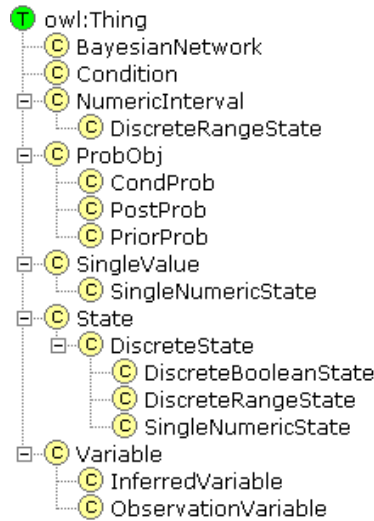 T owl:Thing
C BayesianNetwork
C Condition
C NumericInterval
C DiscreteRangeState
C ProbObj
C CondProb
C PostProb
C PriorProb
C SingleValue
C SingleNumericState
C State
C DiscreteState
C DiscreteBooleanState
C DiscreteRangeState
C SingleNumericState
C Variable
C InferredVariable
C ObservationVariable